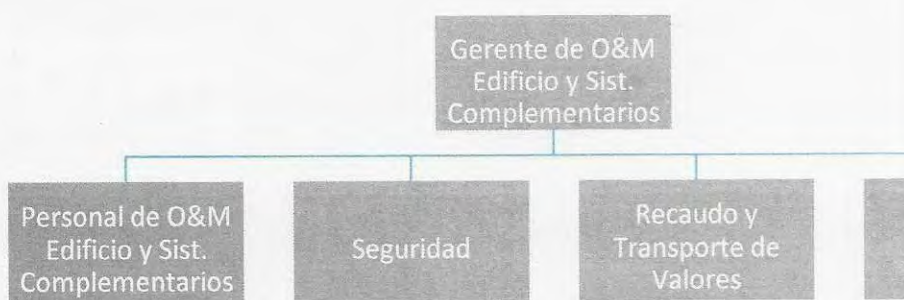 Gerente de O&M
Edificio y Sist.
Complementarios
Personal de O&M
Edificio y Sist.
Complementarios
Seguridad
Recaudo y
Transporte de
Valores